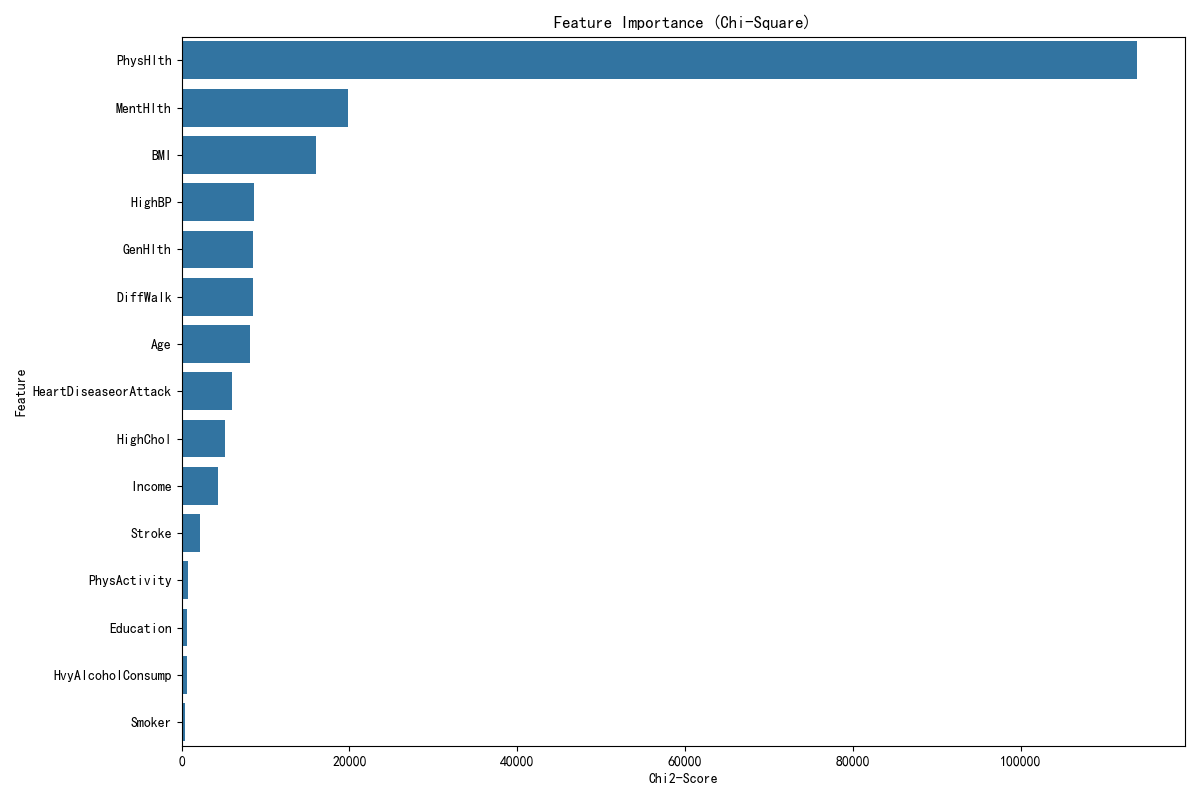 Feature Importance (Chi-Square)
PhysHlth
MentHlth
BMI
HighBP
GenHlth
DiffWalk
Age
HeartDiseaseorAttack
HighChol
Income
Stroke
PhysActivity
Education
HvyAlcoholConsump
Smoker
Feature
0 20000 40000 60000 80000 100000
Chi2-Score